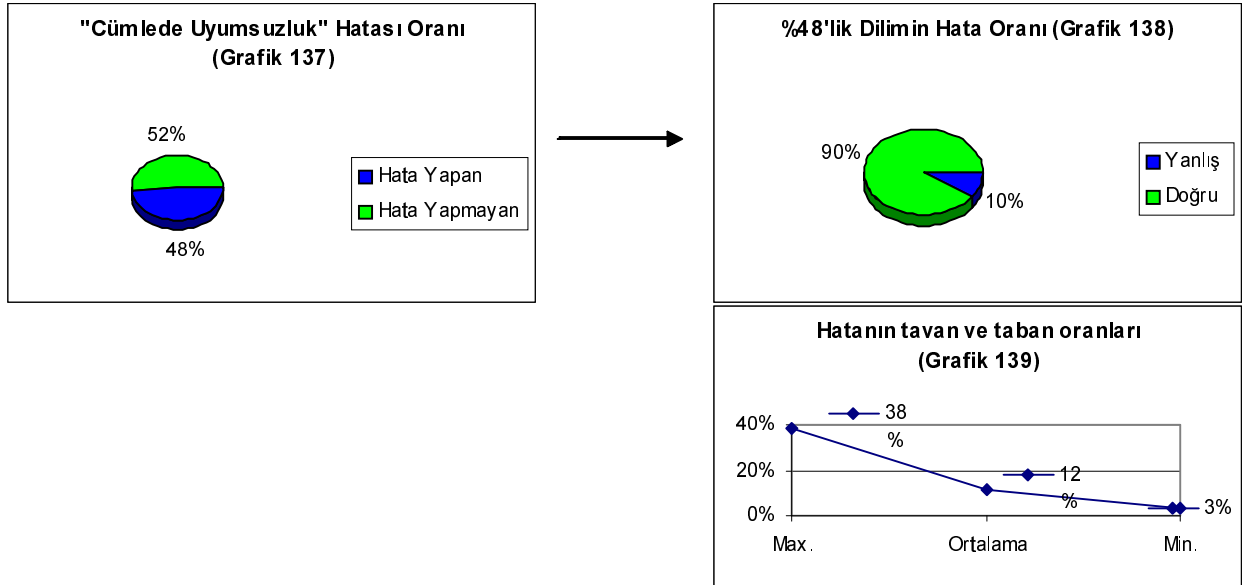 "Cümlede Uyumsuzluk" Hatası Oranı
(Grafik 137)
52%
48%
Hata Yapan
Hata Yapmayan
%48'lik Dilimin Hata Oranı (Grafik 138)
90%
10%
Yanlış
Doğru
Hatanın tavan ve taban oranları
(Grafik 139)
40%
20%
0%
38
%
12
%
3%
Max.
Ortalama
Min.